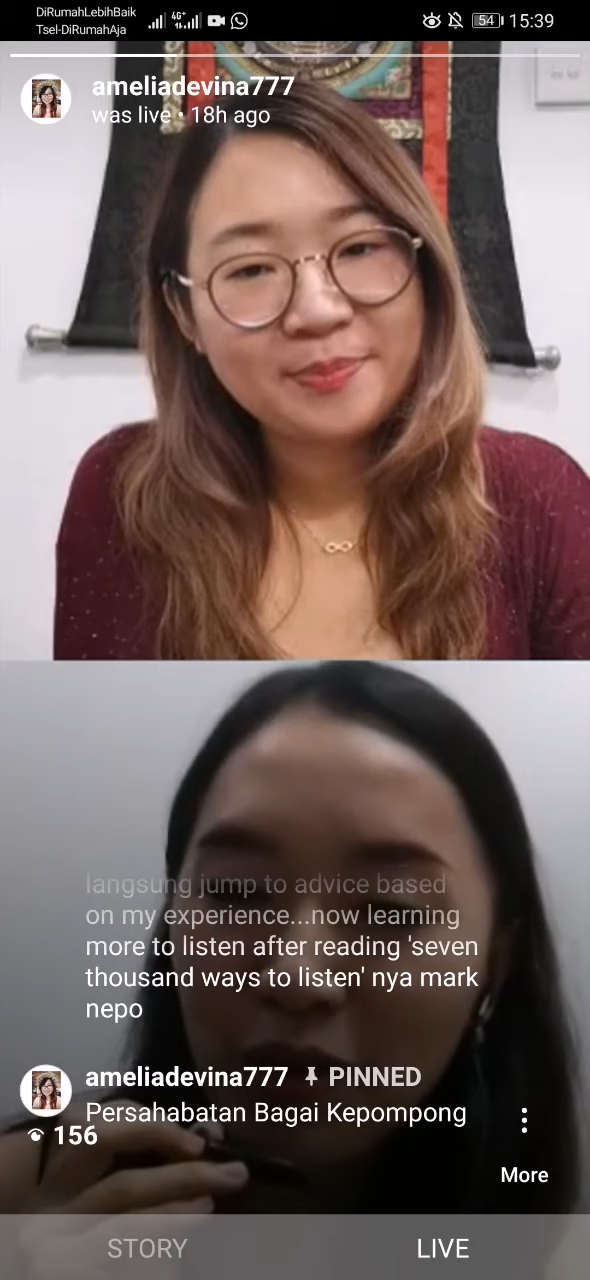 DiRumahLebihBaik
Tsel-DiRumahAja
4G+
54
15:39
ameliadevina777
was live • 18h ago
langsung jump to advice based
on my experience...now learning
more to listen after reading 'seven
thousand ways to listen' nya mark
nepo
ameliadevina777 PINNED
Persahabatan Bagai Kepompong
156
More
STORY LIVE